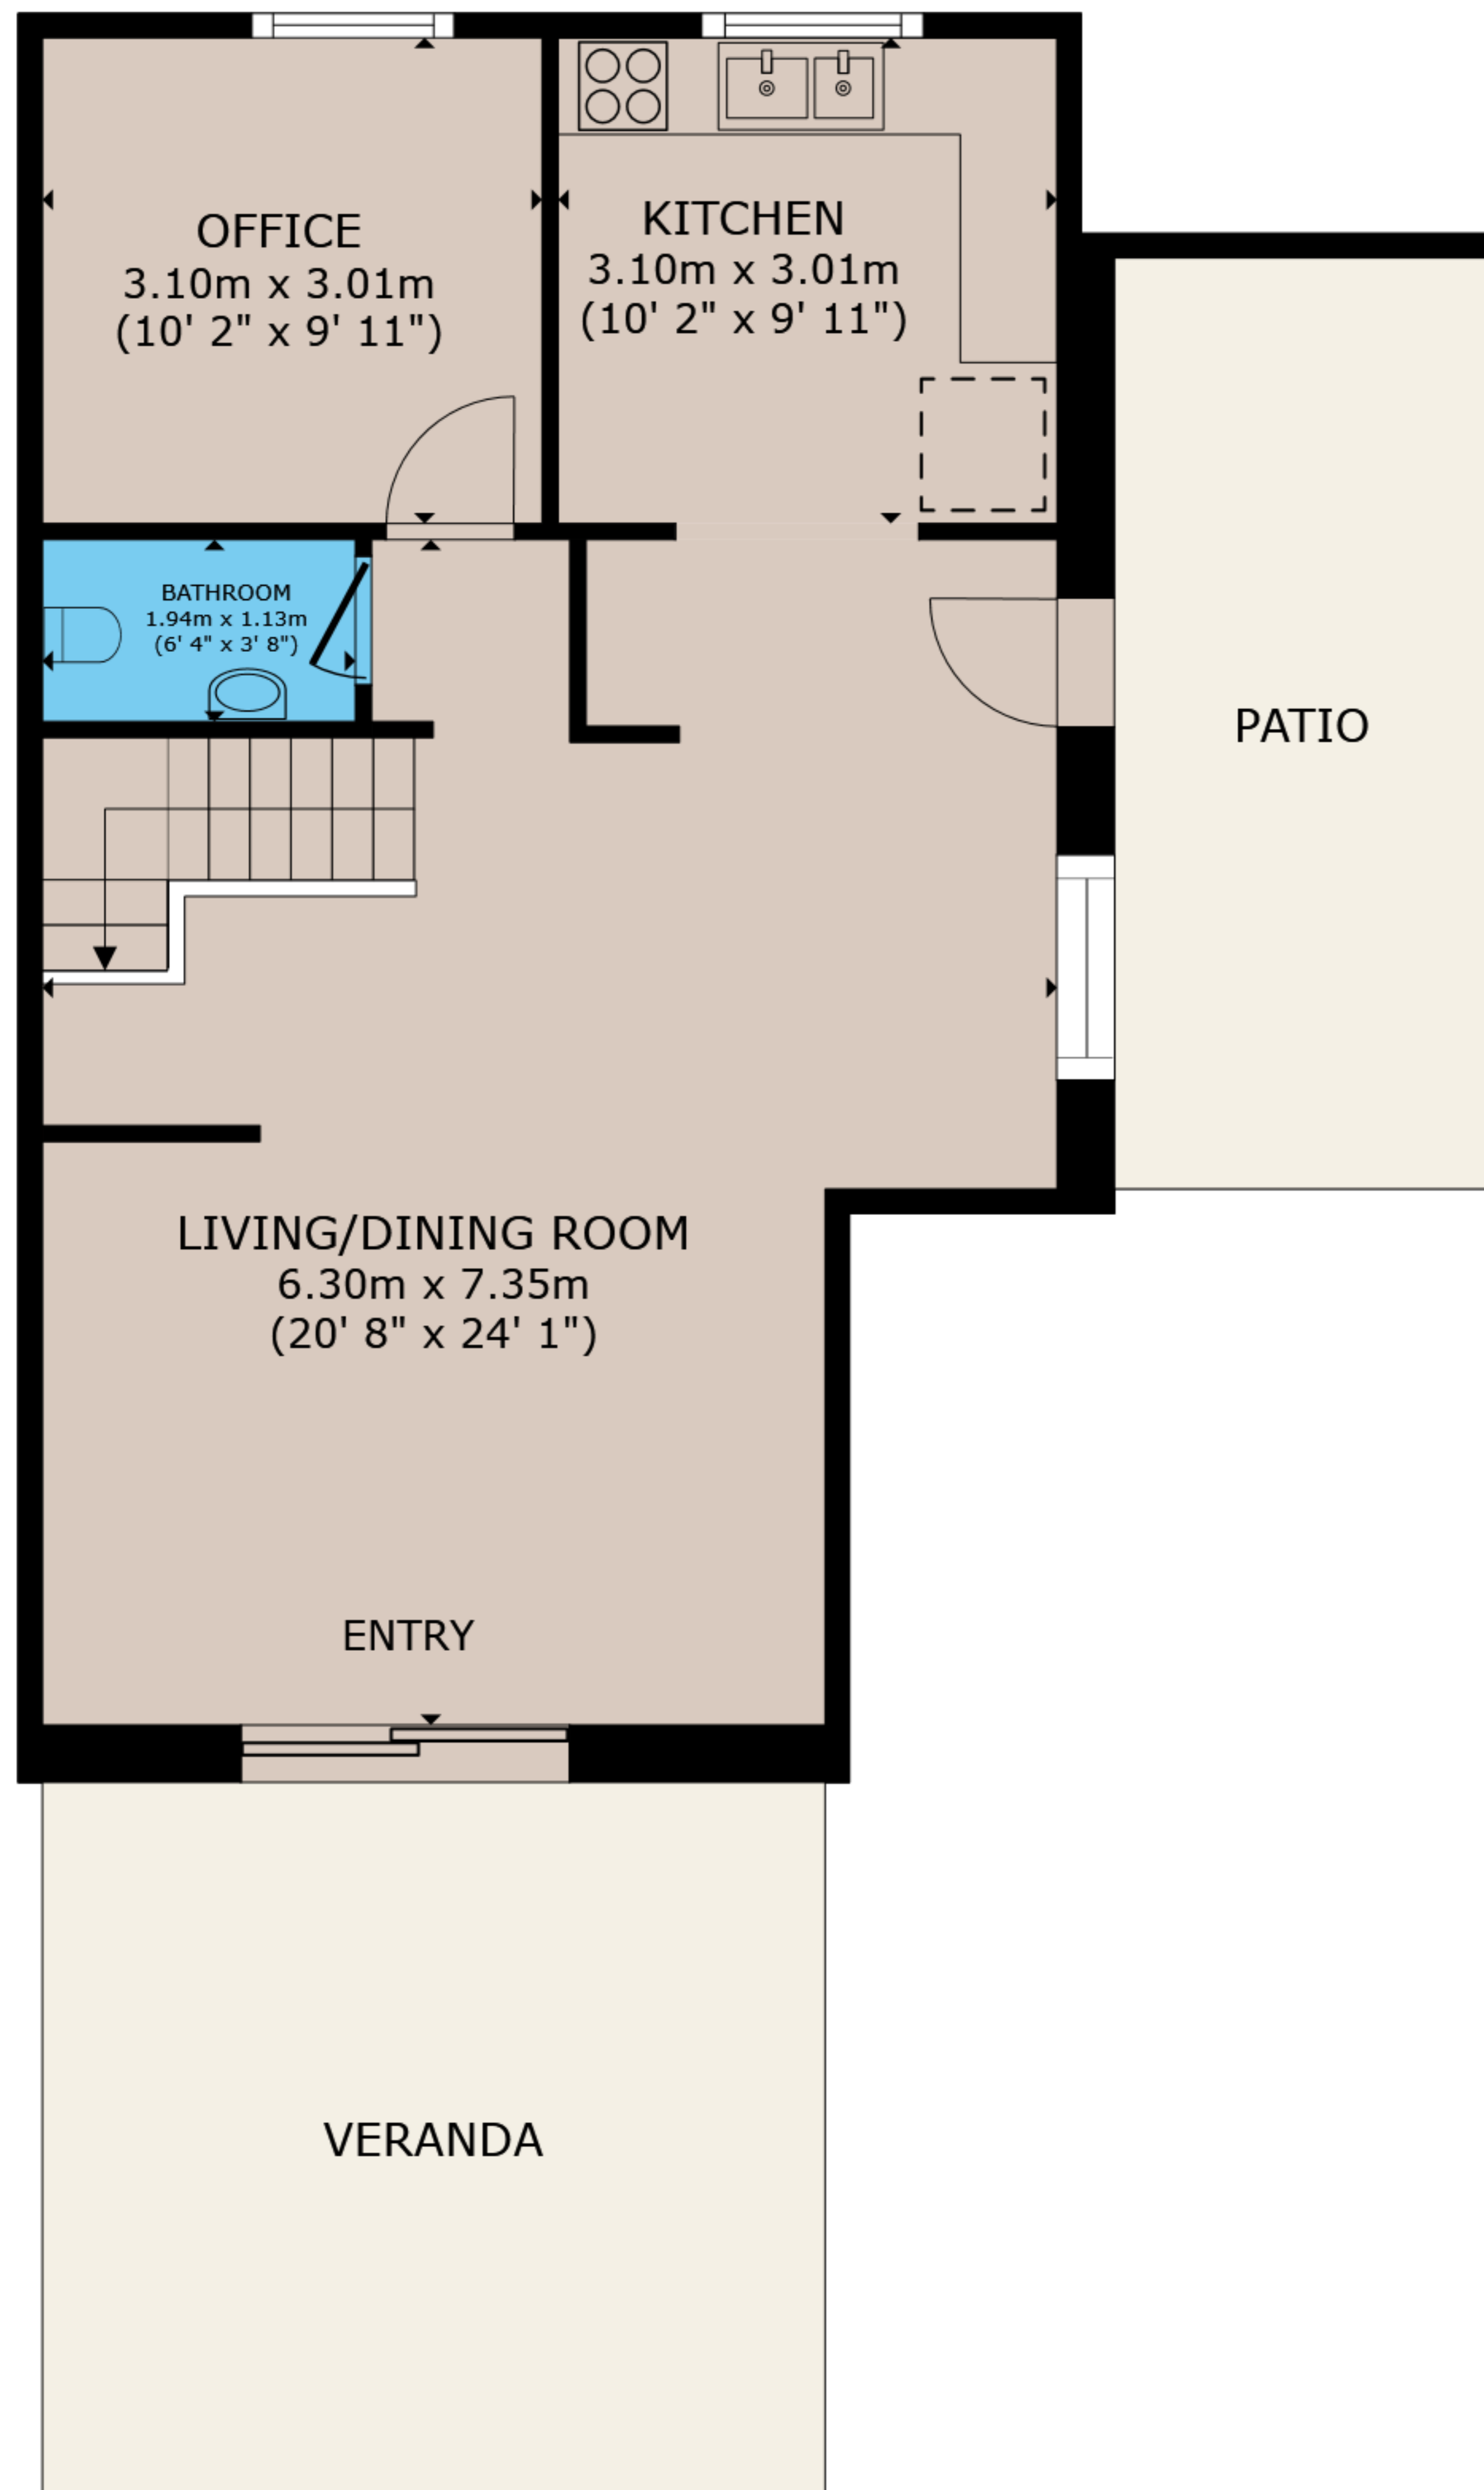 OFFICE
3.10m x 3.01m
(10' 2" x 9' 11")
KITCHEN
3.10m x 3.01m
(10' 2" x 9' 11")
BATHROOM
1.94m x 1.13m
(6' 4" x 3' 8")
PATIO
LIVING/DINING ROOM
6.30m x 7.35m
(20' 8" x 24' 1")
ENTRY
VERANDA